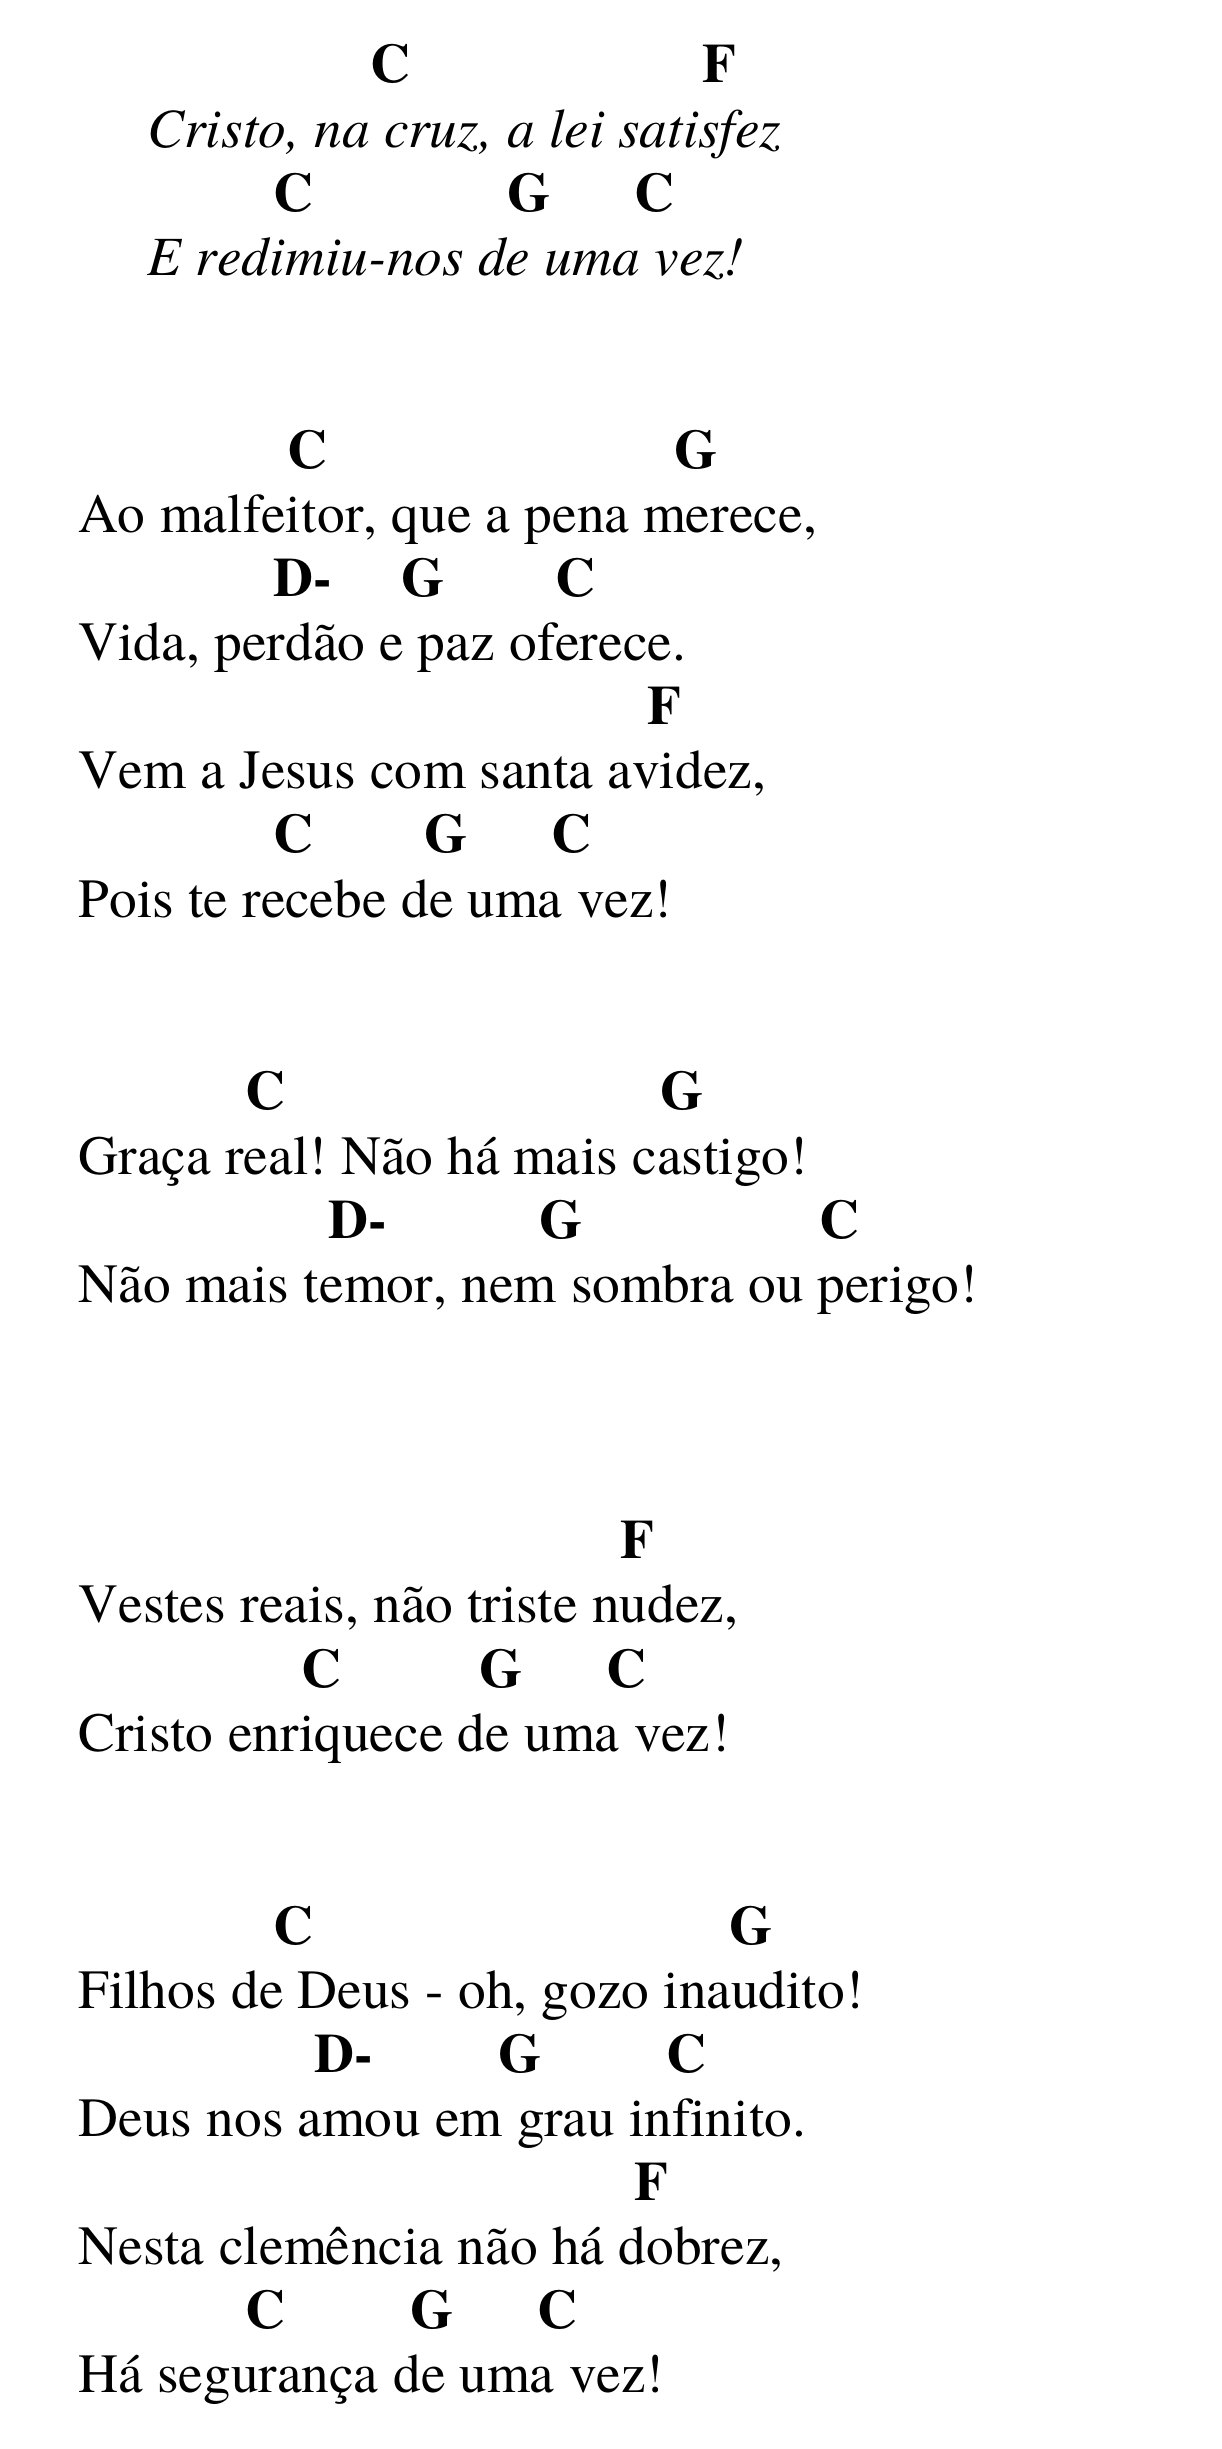 C F
Cristo, na cruz, a lei satisfez
C G C
E redimiu-nos de uma vez!
C G
Ao malfeitor, que a pena merece,
D- G C
Vida, perdão e paz oferece.
F
Vem a Jesus com santa avidez,
C G C
Pois te recebe de uma vez!
C G
Graça real! Não há mais castigo!
D- G C
Não mais temor, nem sombra ou perigo!
F
Vestes reais, não triste nudez,
C G C
Cristo enriquece de uma vez!
C G
Filhos de Deus - oh, gozo inaudito!
D- G C
Deus nos amou em grau infinito.
F
Nesta clemência não há dobrez,
C G C
Há segurança de uma vez!